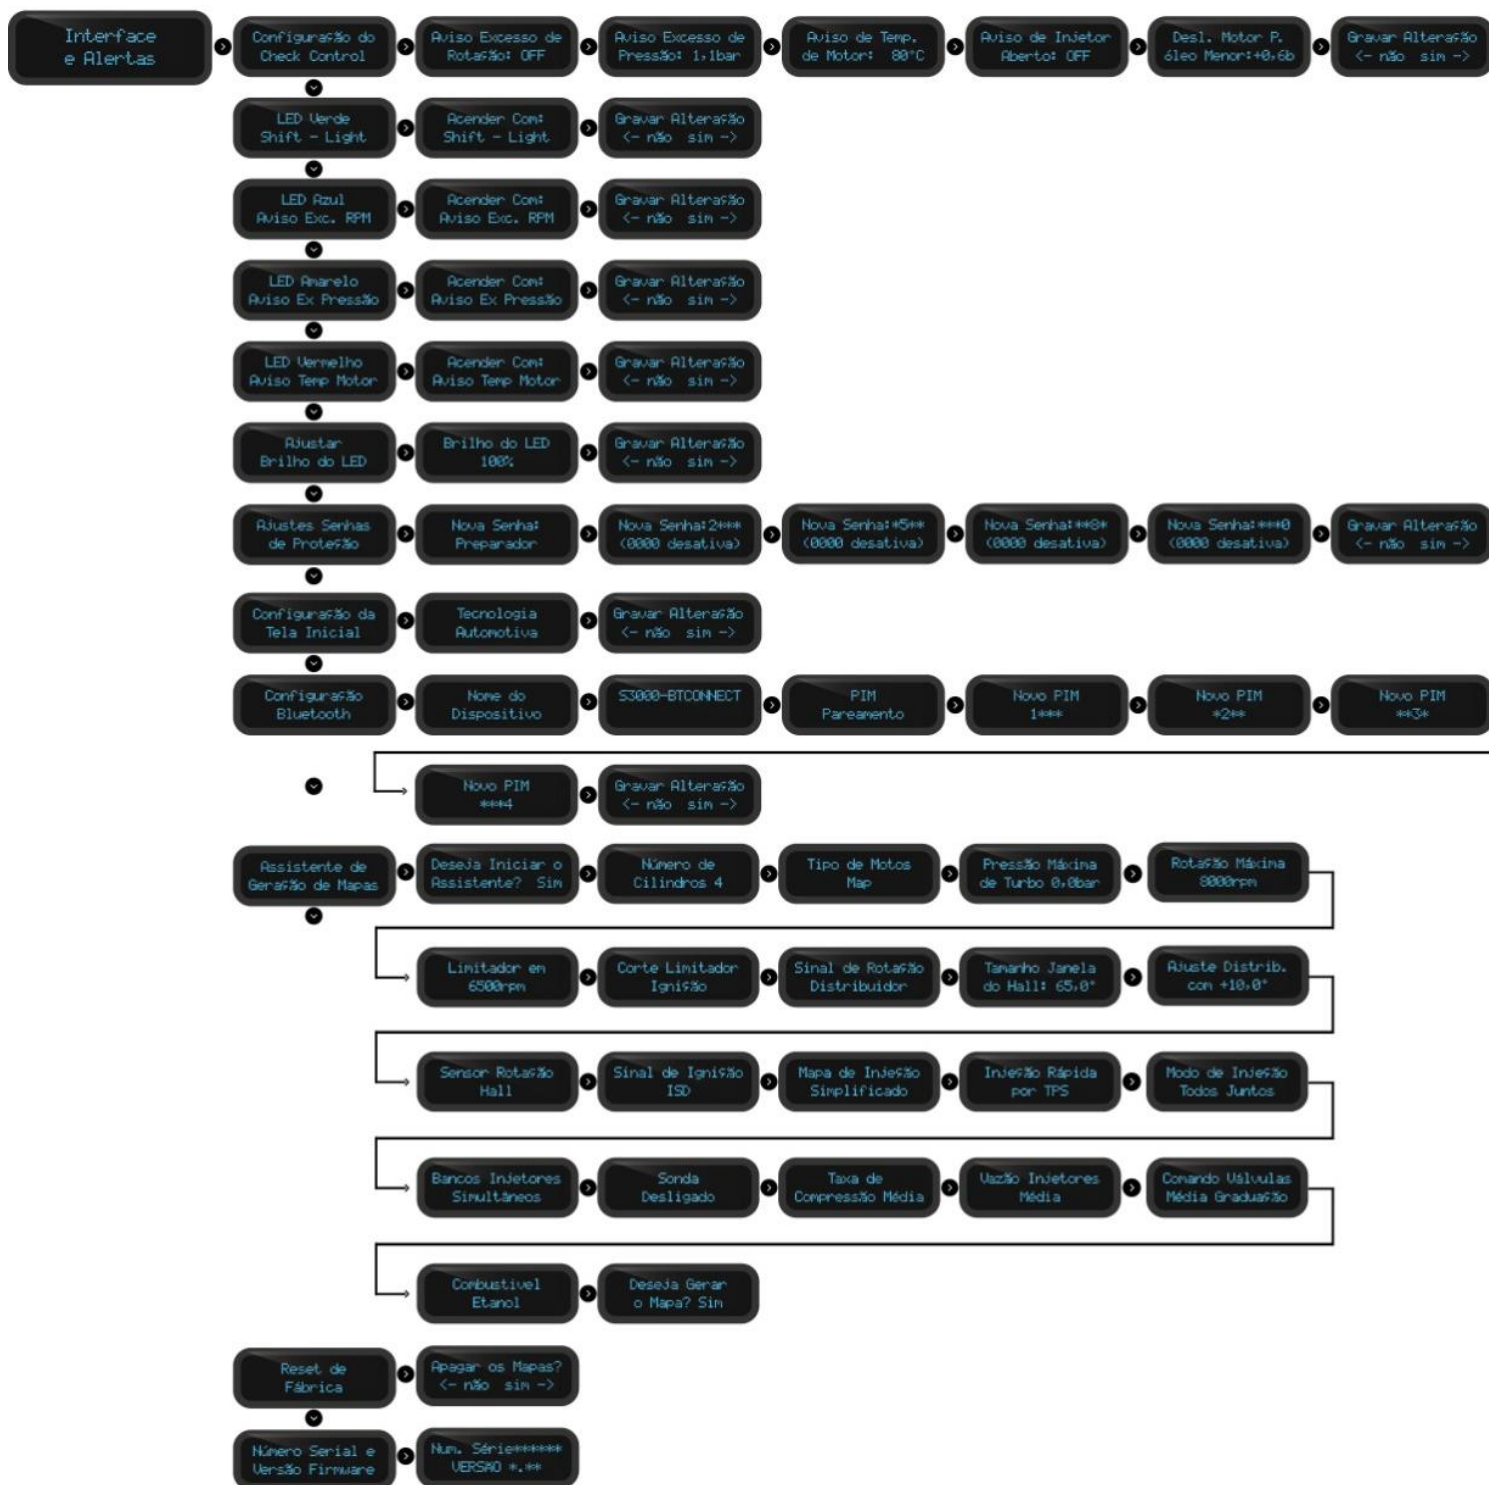 Interface
e Alertas
Configuração do
Check Control
Aviso Excesso de
Rotação: OFF
Aviso Excesso de
Pressão: 1,1bar
Aviso de Temp.
de Motor: 80°C
Aviso de Injetor
Aberto: OFF
Desl. Motor P.
óleo Menor:+0,6b
Gravar Alteração
<- não sim ->
LED Verde
Shift - Light
Acender Com:
Shift - Light
Gravar Alteração
<- não sim ->
LED Azul
Aviso Exc. RPM
Acender Com:
Aviso Exc. RPM
Gravar Alteração
<- não sim ->
LED Amarelo
Aviso Ex Pressão
Acender Com:
Aviso Ex Pressão
Gravar Alteração
<- não sim ->
LED Vermelho
Aviso Temp Motor
Acender Com:
Aviso Temp Motor
Gravar Alteração
<- não sim ->
Ajustar
Brilho do LED
Brilho do LED
100%
Gravar Alteração
<- não sim ->
Ajustes Senhas
de Proteção
Nova Senha:
Preparador
Nova Senha:2***
(0000 desativa)
Nova Senha:*5**
(0000 desativa)
Nova Senha:**8*
(0000 desativa)
Nova Senha:***0
(0000 desativa)
Gravar Alteração
<- não sim ->
Configuração da
Tela Inicial
Tecnologia
Automotiva
Gravar Alteração
<- não sim ->
Configuração
Bluetooth
Nome do
Dispositivo
S3000-BTCONNECT
PIM
Pareamento
Novo PIM
1***
Novo PIM
*2**
Novo PIM
**3*
Novo PIM
***4
Gravar Alteração
<- não sim ->
Assistente de
Geração de Mapas
Deseja Iniciar o
Assistente? Sim
Número de
Cilindros 4
Tipo de Motos
Map
Pressão Máxima
de Turbo 0,0bar
Rotação Máxima
8000rpm
Limitador em
6500rpm
Corte Limitador
Ignição
Sinal de Rotação
Distribuidor
Tamanho Janela
do Hall: 65,0°
Ajuste Distrib.
com +10,0°
Sensor Rotação
Hall
Sinal de Ignição
ISD
Mapa de Injeção
Simplificado
Injeção Rápida
por TPS
Modo de Injeção
Todos Juntos
Bancos Injetores
Simultâneos
Sonda
Desligado
Taxa de
Compressão Média
Vazão Injetores
Média
Comando Válvulas
Média Graduação
Combustivel
Etanol
Deseja Gerar
o Mapa? Sim
Reset de
Fábrica
Apagar os Mapas?
<- não sim ->
Número Serial e
Versão Firmware
Num. Série******
VERSÃO *.**